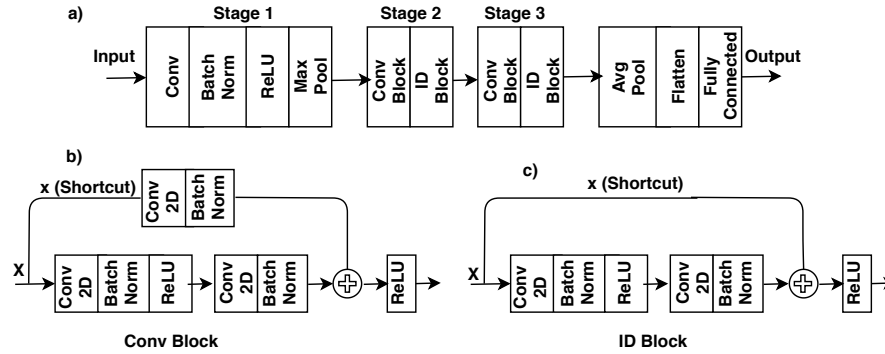 a)
Stage 1
Stage 2
Stage 3
Input
Conv
Batch
Norm
ReLU
Max
Pool
Conv
Block
ID
Block
Conv
Block
ID
Block
Avg
Pool
Flatten
Fully
Connected
Output
b)
x (Shortcut)
Conv
2D
Batch
Norm
X
Conv
2D
Batch
Norm
ReLU
Conv
2D
Batch
Norm
ReLU
Conv Block
c)
x (Shortcut)
X
Conv
2D
Batch
Norm
ReLU
Conv
2D
Batch
Norm
ReLU
ID Block